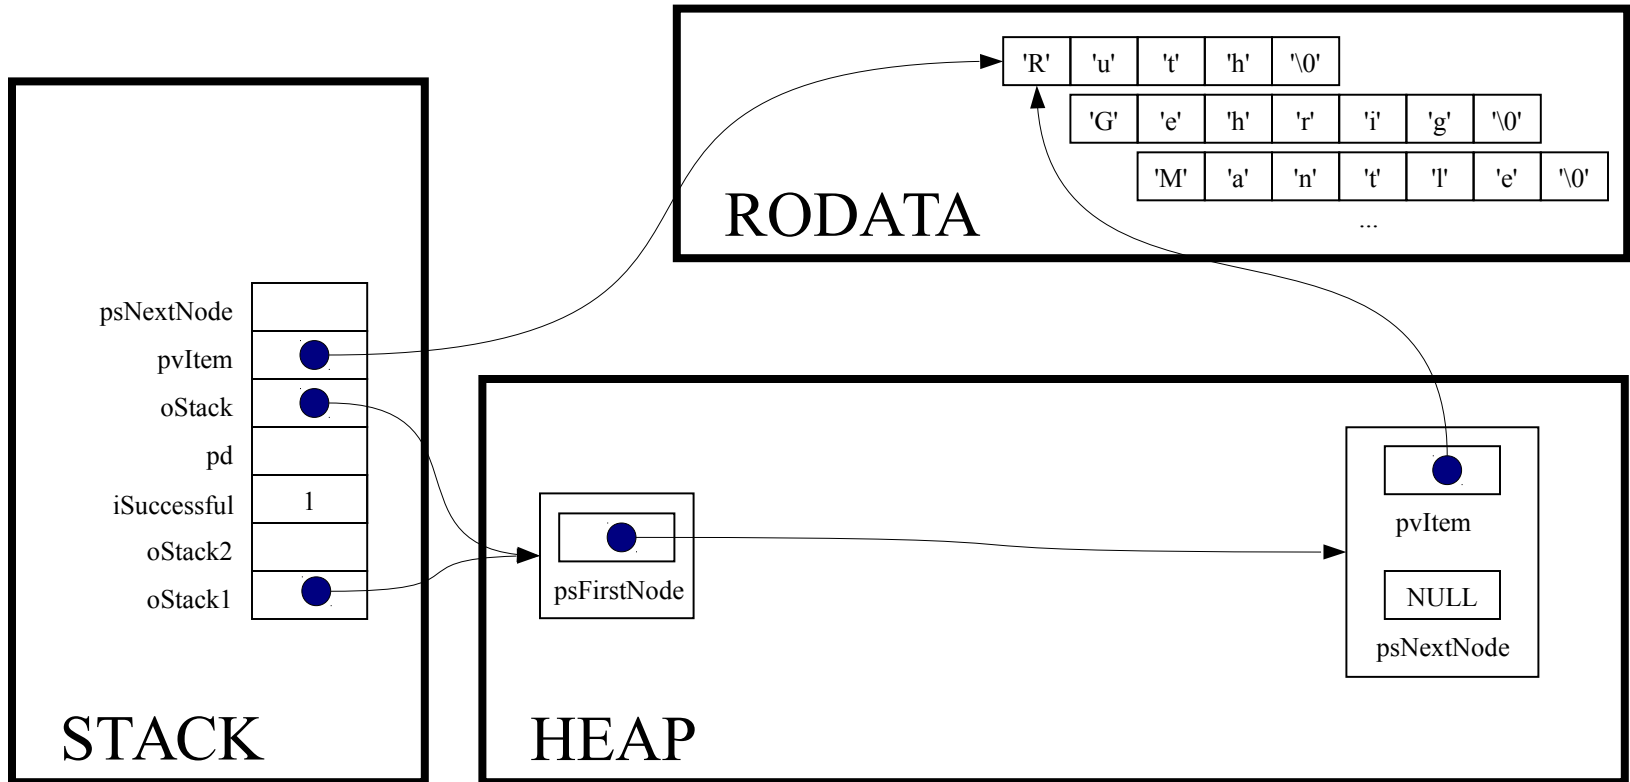 'R' 'u' 't' 'h' '\0'
'G' 'e' 'h' 'r' 'i' 'g' '\0'
'M' 'a' 'n' 't' 'l' 'e' '\0'
...
RODATA
psNextNode
pvItem
oStack
pd
iSuccessful 1
oStack2
oStack1
STACK
psFirstNode
pvItem
NULL
psNextNode
HEAP